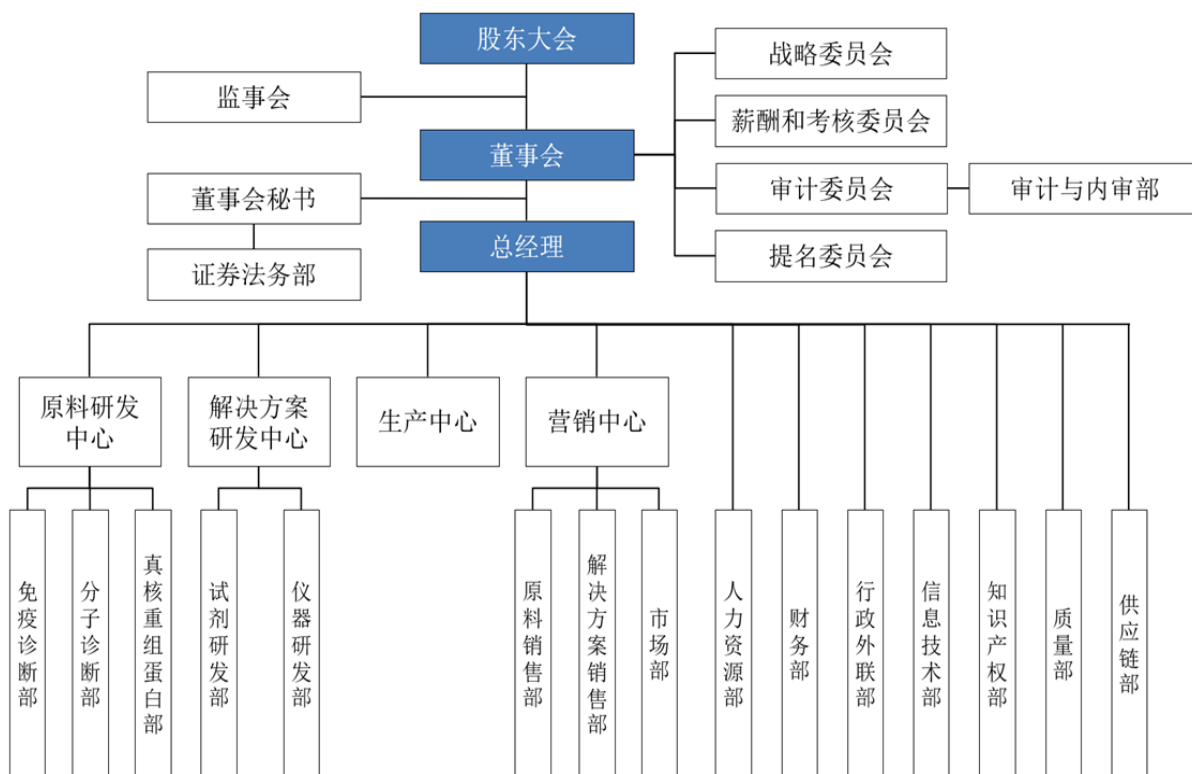 股东大会
战略委员会
监事会
薪酬和考核委员会
董事会
董事会秘书
审计委员会
审计与内审部
总经理
提名委员会
证券法务部
原料研发
中心
解决方案
研发中心
生产中心
营销中心
免疫诊断部
分子诊断部
真核重组蛋白部
试剂研发部
仪器研发部
原料销售部
解决方案销售部
市场部
人力资源部
财务部
行政外联部
信息技术部
知识产权部
质量部
供应链部